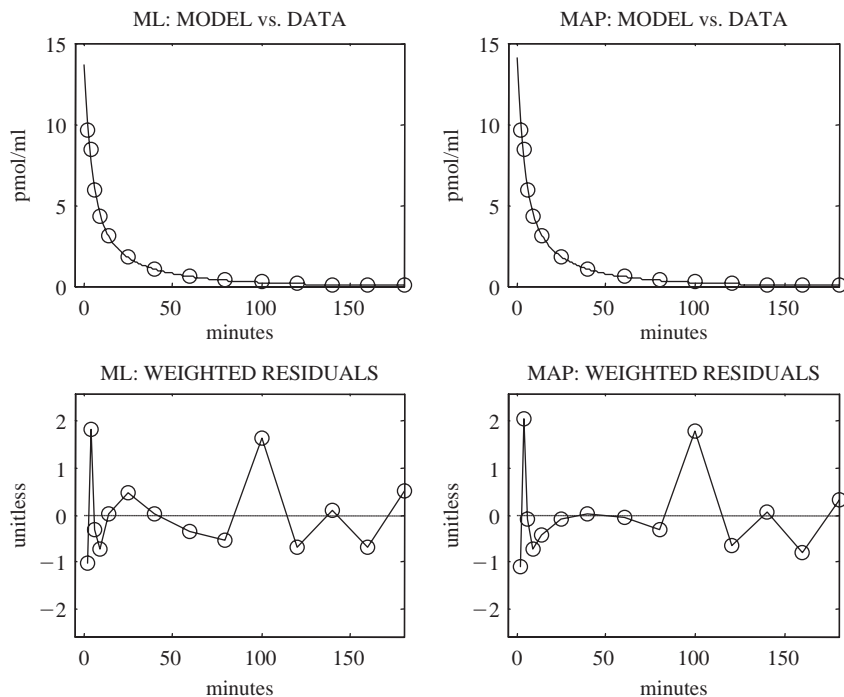 ML: MODEL vs. DATA
15
10
5
0
pmol/ml
0
50
100
150
minutes
MAP: MODEL vs. DATA
15
10
5
0
pmol/ml
0
50
100
150
minutes
ML: WEIGHTED RESIDUALS
2
1
0
−1
−2
unitless
0
50
100
150
minutes
MAP: WEIGHTED RESIDUALS
2
1
0
−1
−2
unitless
0
50
100
150
minutes